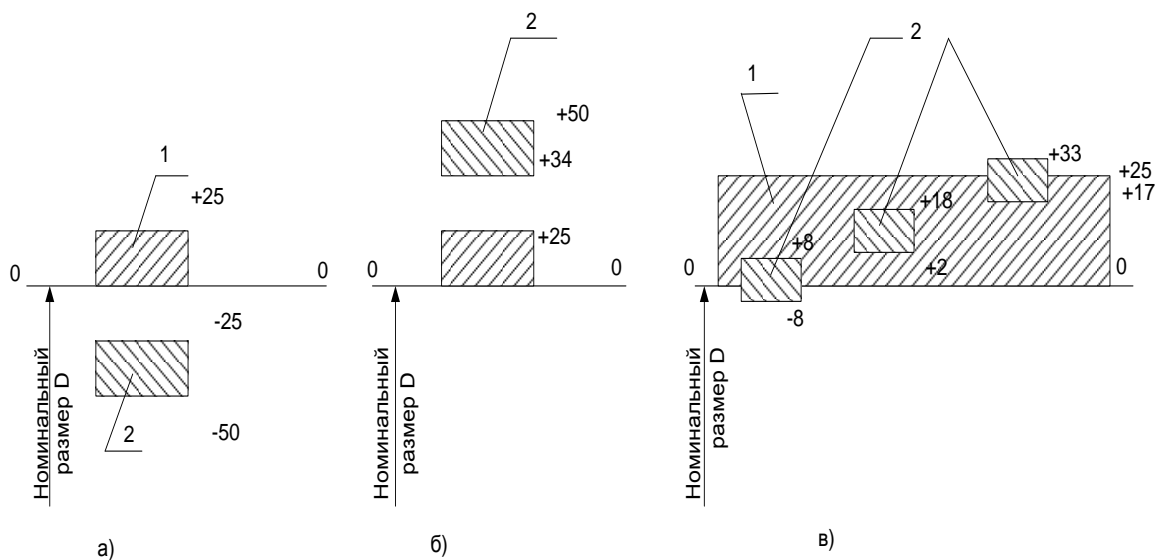 1
+25
0
0
-25
2
-50
Номинальный
размер D
а)
2
+50
+34
+25
0
0
Номинальный
размер D
б)
2
1
+33
+25
+17
+18
+8
0
+2
0
-8
Номинальный
размер D
в)